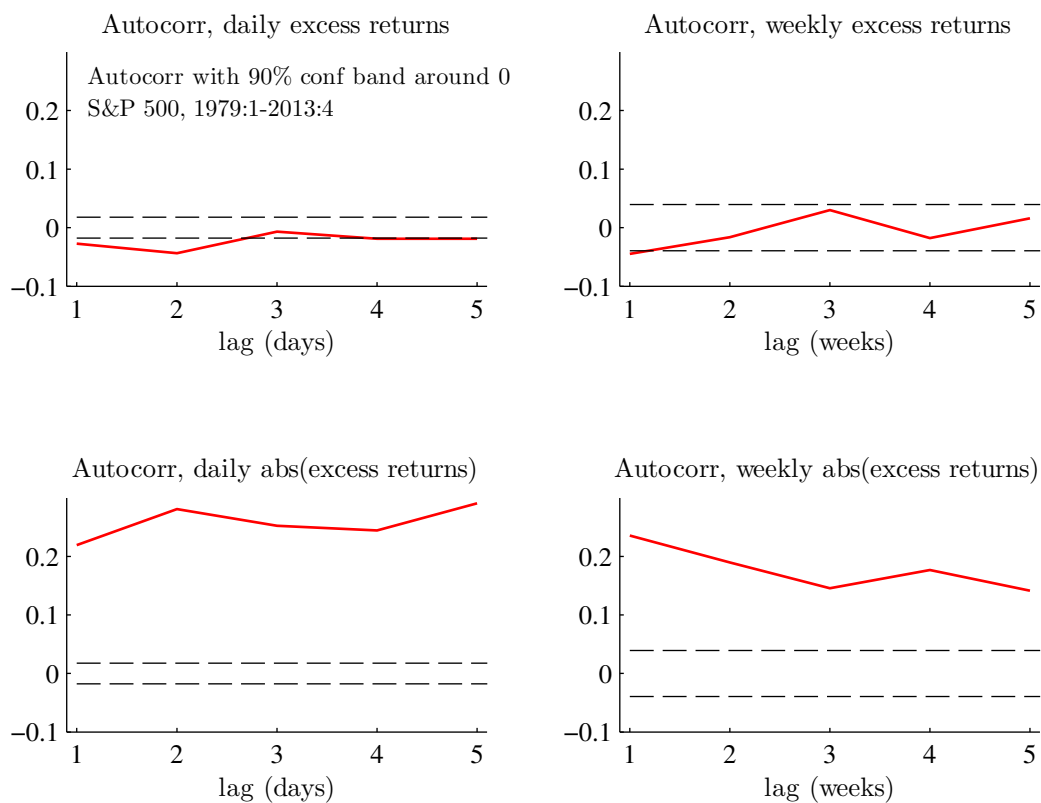 Autocorr, daily excess returns
Autocorr with 90% conf band around 0
S&P 500, 1979:1-2013:4
0.2
0.1
0
−0.1
1 2 3 4 5
lag (days)
Autocorr, weekly excess returns
0.2
0.1
0
−0.1
1 2 3 4 5
lag (weeks)
Autocorr, daily abs(excess returns)
0.2
0.1
0
−0.1
1 2 3 4 5
lag (days)
Autocorr, weekly abs(excess returns)
0.2
0.1
0
−0.1
1 2 3 4 5
lag (weeks)